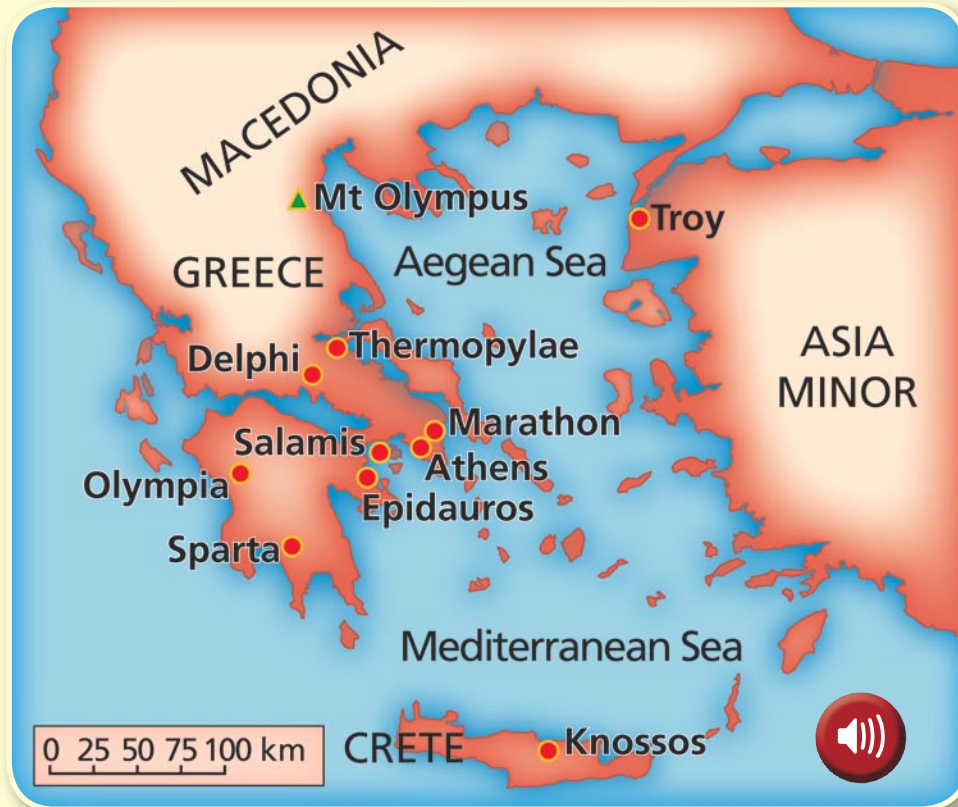 MACEDONIA
Mt Olympus
Troy
Aegean Sea
GREECE
Thermopylae
Delphi
ASIA
MINOR
Marathon
Salamis
Athens
Olympia
Epidauros
Sparta
Mediterranean Sea
CRETE
Knossos
0 25 50 75 100 km